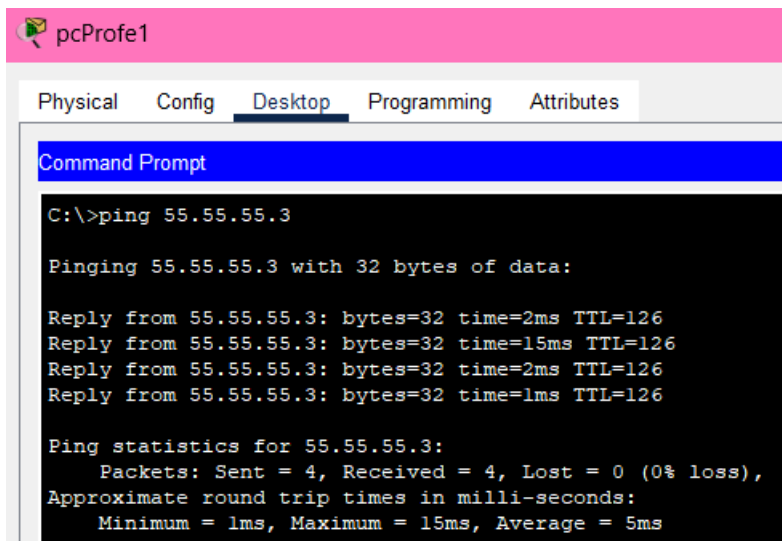 pcProfe1
Physical Config Desktop Programming Attributes
Command Prompt
C:\>ping 55.55.55.3
Pinging 55.55.55.3 with 32 bytes of data:
Reply from 55.55.55.3: bytes=32 time=2ms TTL=126
Reply from 55.55.55.3: bytes=32 time=15ms TTL=126
Reply from 55.55.55.3: bytes=32 time=2ms TTL=126
Reply from 55.55.55.3: bytes=32 time=1ms TTL=126
Ping statistics for 55.55.55.3:
Packets: Sent = 4, Received = 4, Lost = 0 (0% loss),
Approximate round trip times in milli-seconds:
Minimum = 1ms, Maximum = 15ms, Average = 5ms